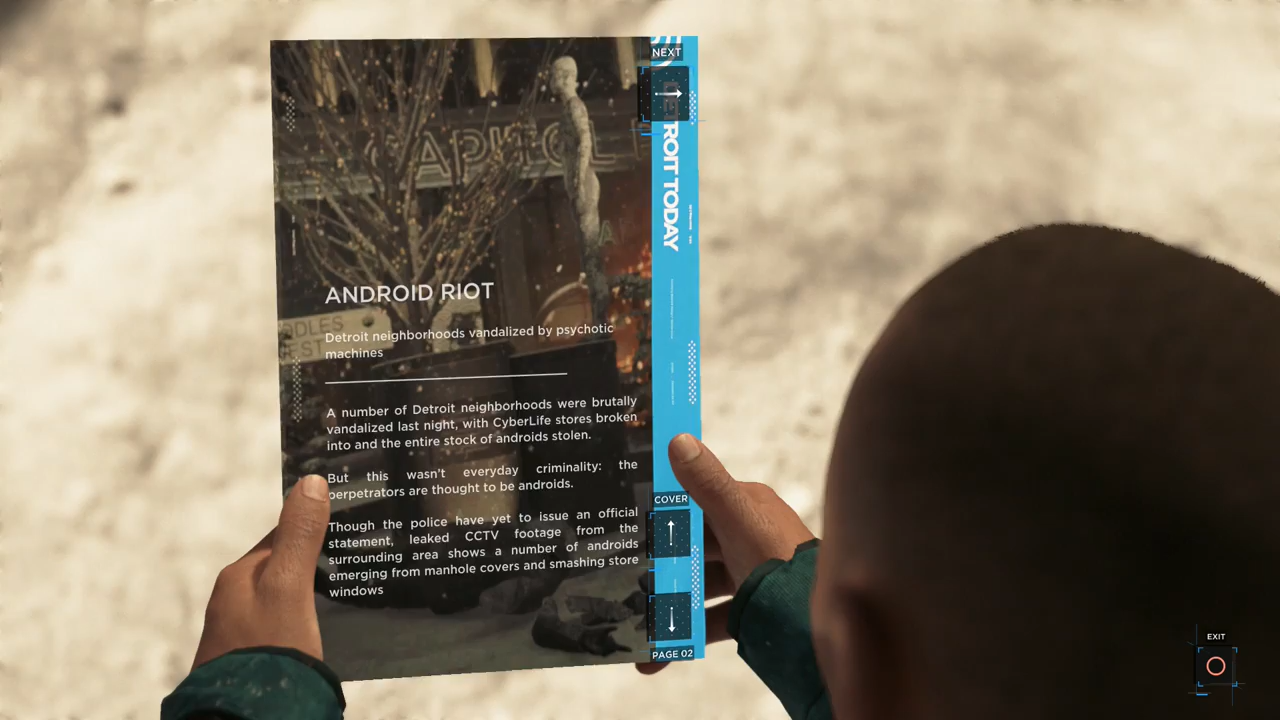 NEXT
DETROIT TODAY
CAPITOL
ANDROID RIOT
Detroit neighborhoods vandalized by psychotic
machines
A number of Detroit neighborhoods were brutally
vandalized last night, with CyberLife stores broken
into and the entire stock of androids stolen.
But this wasn't everyday criminality: the
perpetrators are thought to be androids.
Though the police have yet to issue an official
statement, leaked CCTV footage from the
surrounding area shows a number of androids
emerging from manhole covers and smashing store
windows
COVER
PAGE 02
EXIT